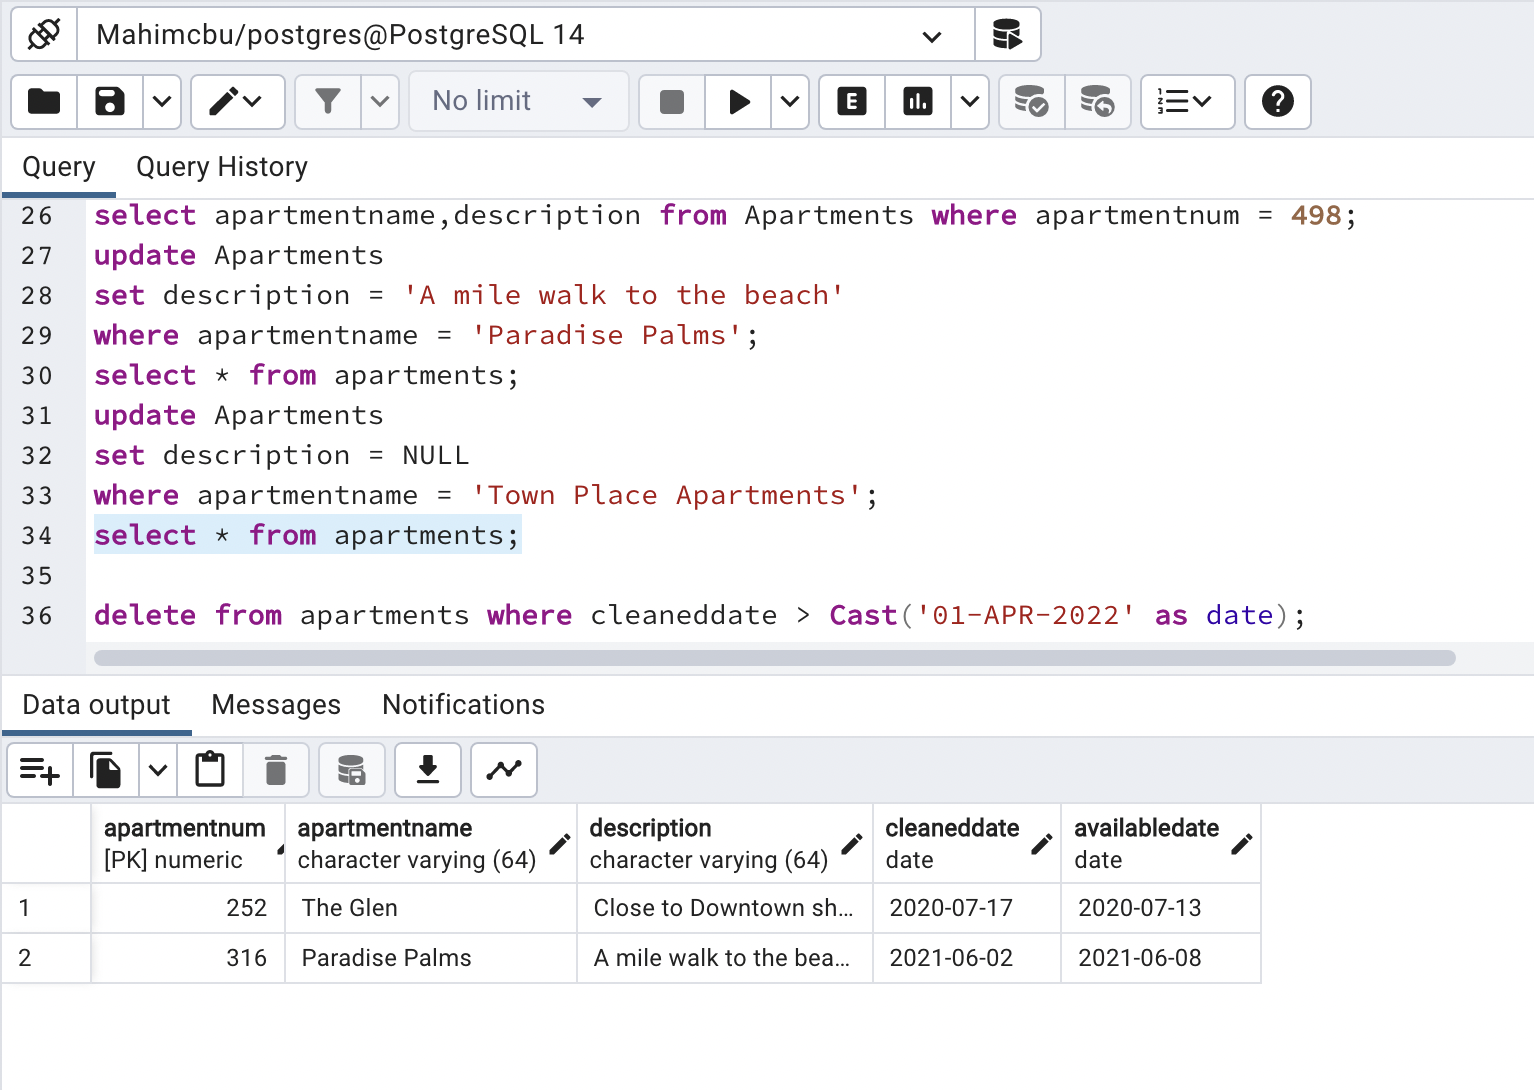 Mahimcbu/postgres@PostgreSQL 14
No limit
E
Query Query History
26 select apartmentname,description from Apartments where apartmentnum = 498;
27 update Apartments
28 set description = 'A mile walk to the beach'
29 where apartmentname = 'Paradise Palms';
30 select * from apartments;
31 update Apartments
32 set description = NULL
33 where apartmentname = 'Town Place Apartments';
34 select * from apartments;
35
36 delete from apartments where cleaneddate > Cast('01-APR-2022' as date);
Data output Messages Notifications
apartmentnum apartmentname description cleaneddate availabledate
[PK] numeric character varying (64) character varying (64) date date
1 252 The Glen Close to Downtown sh... 2020-07-17 2020-07-13
2 316 Paradise Palms A mile walk to the bea... 2021-06-02 2021-06-08